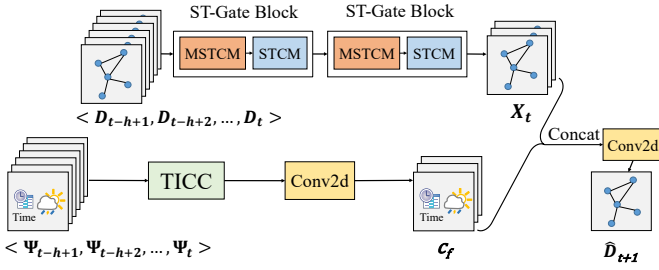 ST-Gate Block
ST-Gate Block
MSTCM
STCM
MSTCM
STCM
< D_{t-h+1}, D_{t-h+2}, ..., D_t >
X_t
Concat
Conv2d
TICC
Conv2d
Time
Time
< Ψ_{t-h+1}, Ψ_{t-h+2}, ..., Ψ_t >
c_f
D̂_{t+1}